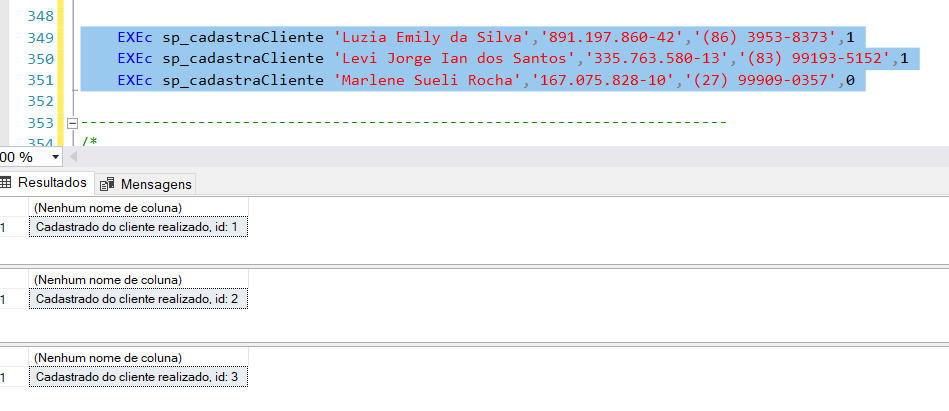 348
349 EXEc sp_cadastraCliente 'Luzia Emily da Silva','891.197.860-42','(86) 3953-8373',1
350 EXEc sp_cadastraCliente 'Levi Jorge Ian dos Santos','335.763.580-13','(83) 99193-5152',1
351 EXEc sp_cadastraCliente 'Marlene Sueli Rocha','167.075.828-10','(27) 99909-0357',0
352
353 ------------------------------------------------------------------------
354 /*
00 %
Resultados Mensagens
(Nenhum nome de coluna)
1 Cadastrado do cliente realizado, id: 1
(Nenhum nome de coluna)
1 Cadastrado do cliente realizado, id: 2
(Nenhum nome de coluna)
1 Cadastrado do cliente realizado, id: 3